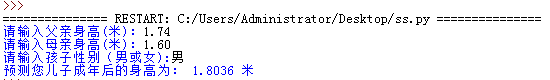 >>>
============== RESTART: C:/Users/Administrator/Desktop/ss.py ===============
请输入父亲身高(米): 1.74
请输入母亲身高(米): 1.60
请输入孩子性别（男或女):男
预测您儿子成年后的身高为： 1.8036 米